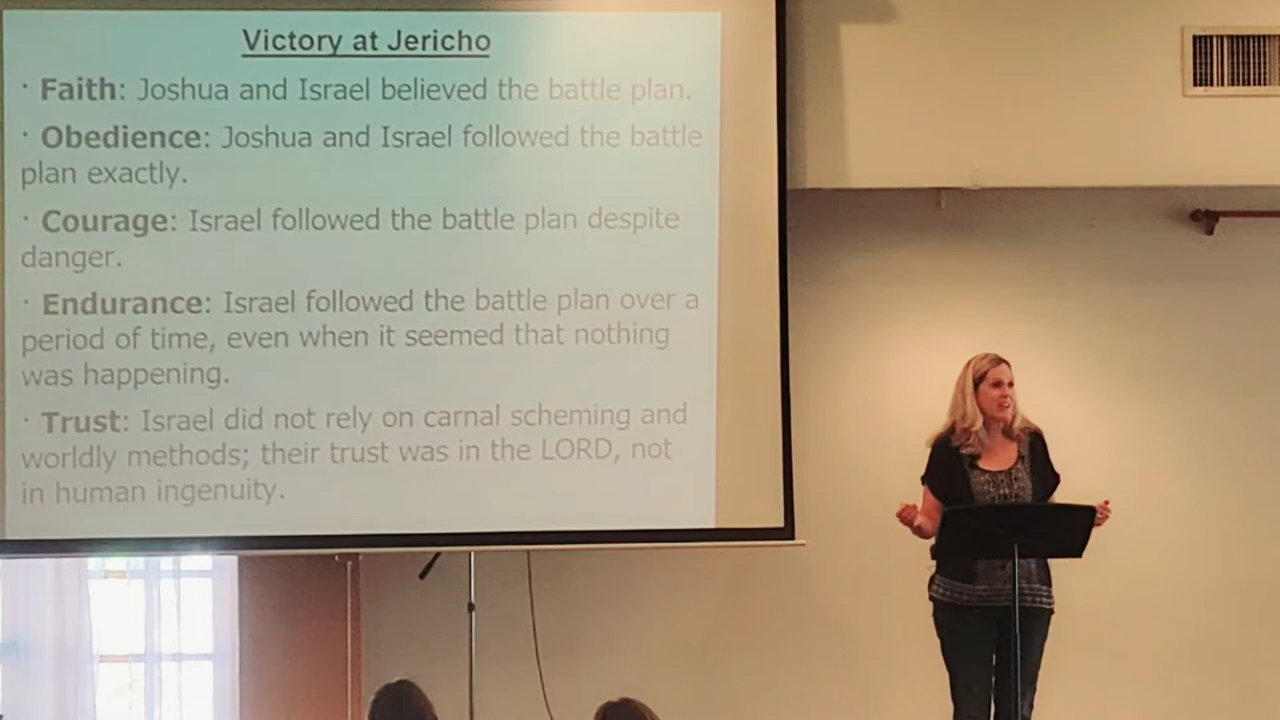 Victory at Jericho
· Faith: Joshua and Israel believed the battle plan.
· Obedience: Joshua and Israel followed the battle
plan exactly.
· Courage: Israel followed the battle plan despite
danger.
· Endurance: Israel followed the battle plan over a
period of time, even when it seemed that nothing
was happening.
· Trust: Israel did not rely on carnal scheming and
worldly methods; their trust was in the LORD, not
in human ingenuity.